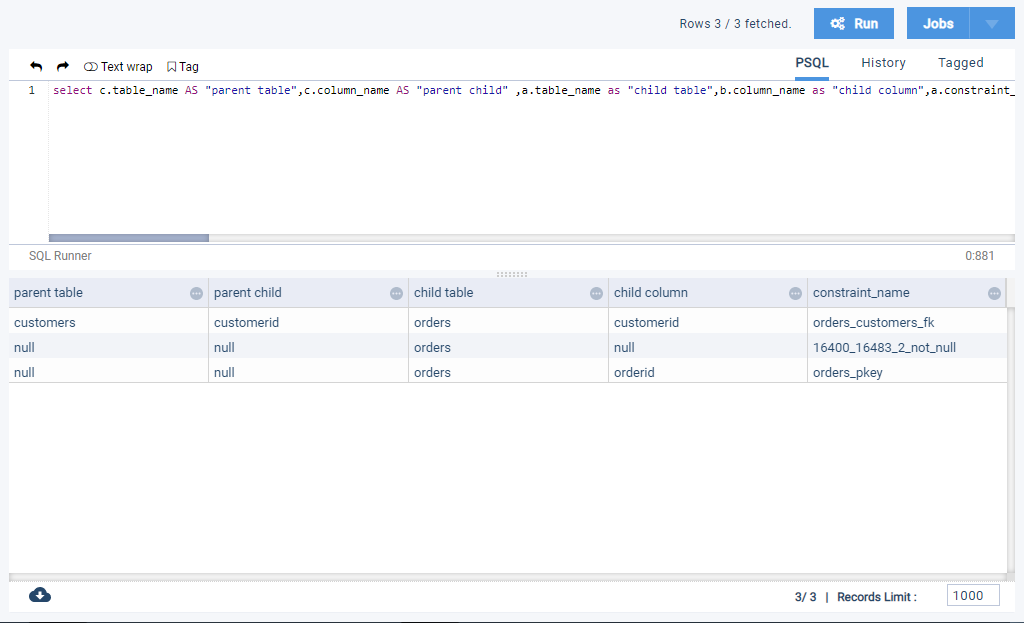 Rows 3 / 3 fetched.
Run
Jobs
Text wrap
Tag
PSQL
History
Tagged
1 select c.table_name AS "parent table",c.column_name AS "parent child" ,a.table_name as "child table",b.column_name as "child column",a.constraint_
SQL Runner
0:881
parent table parent child child table child column constraint_name
customers customerid orders customerid orders_customers_fk
null null orders null 16400_16483_2_not_null
null null orders orderid orders_pkey
3/ 3 | Records Limit : 1000